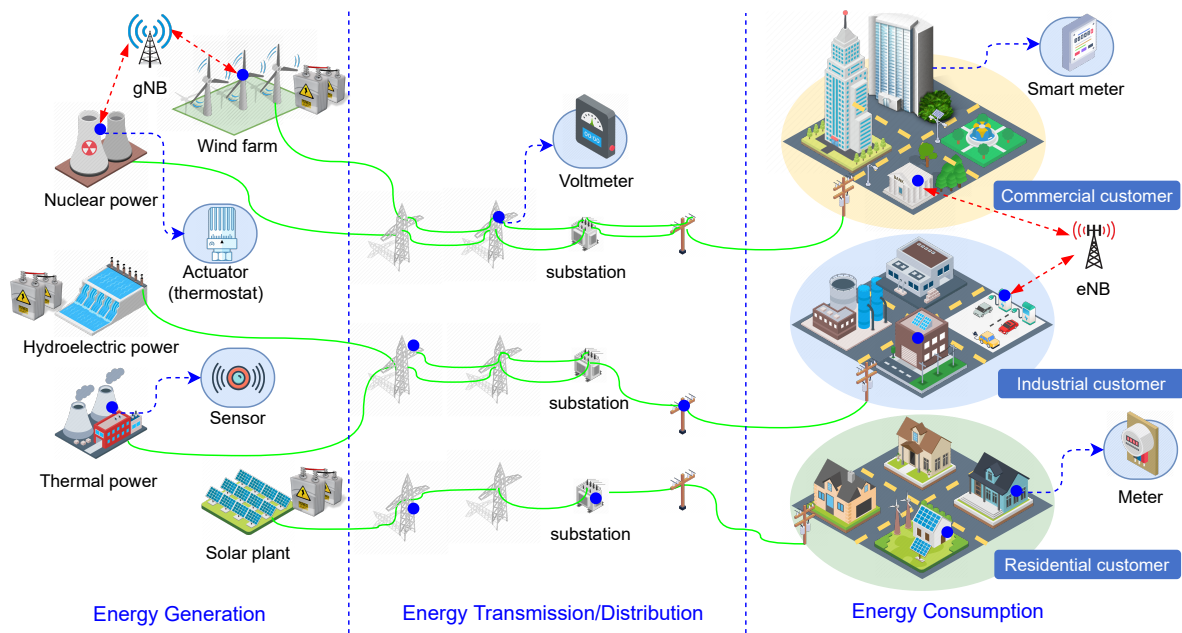 gNB
Wind farm
Nuclear power
Actuator
(thermostat)
Hydroelectric power
Sensor
Thermal power
Solar plant
Energy Generation
Voltmeter
substation
substation
substation
Energy Transmission/Distribution
Smart meter
Commercial customer
eNB
Industrial customer
Meter
Residential customer
Energy Consumption